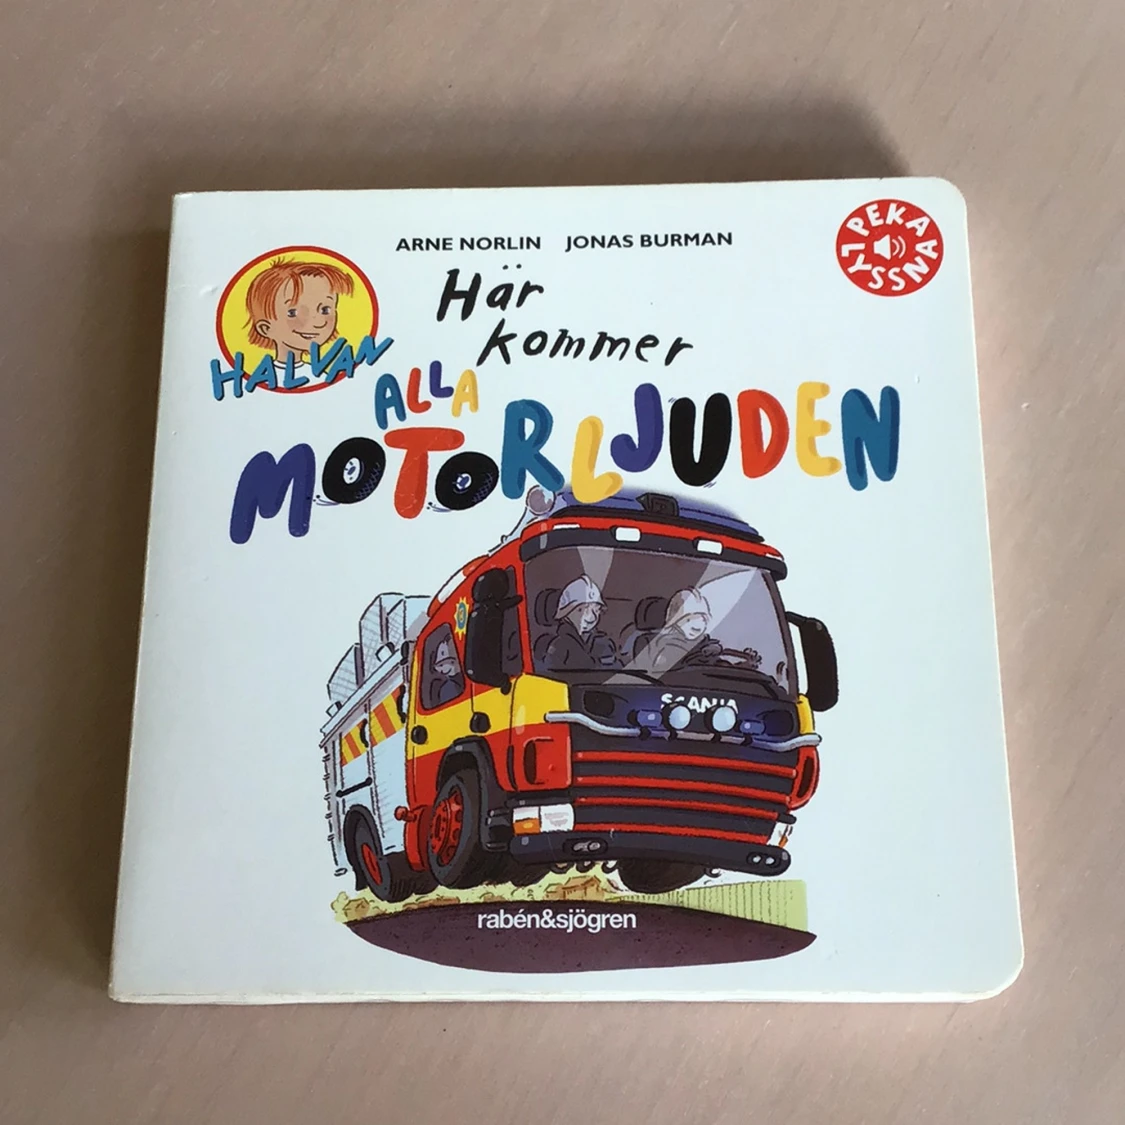 ARNE NORLIN JONAS BURMAN
PEKA
LYSSNA
HALVAN
Här
kommer
ALLA
MOTORLJUDEN
SCANIA
rabén&sjögren